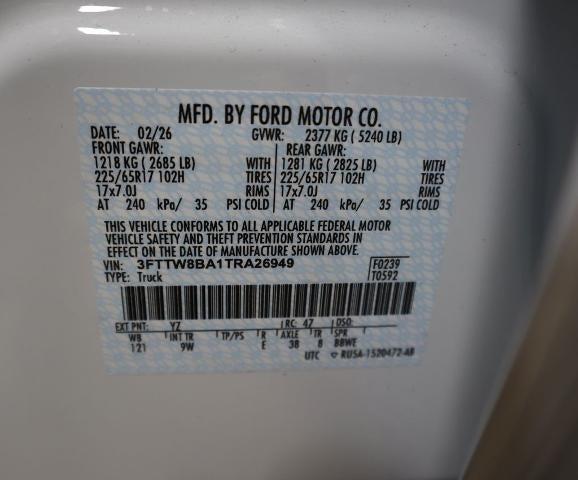 MFD. BY FORD MOTOR CO.
DATE: 02/26 GVWR: 2377 KG ( 5240 LB)
FRONT GAWR: REAR GAWR:
1218 KG ( 2685 LB) WITH 1281 KG ( 2825 LB) WITH
225/65R17 102H TIRES 225/65R17 102H TIRES
17x7.0J RIMS 17x7.0J RIMS
AT 240 kPa/ 35 PSI COLD AT 240 kPa/ 35 PSI COLD
THIS VEHICLE CONFORMS TO ALL APPLICABLE FEDERAL MOTOR
VEHICLE SAFETY AND THEFT PREVENTION STANDARDS IN
EFFECT ON THE DATE OF MANUFACTURE SHOWN ABOVE.
VIN: 3FTTW8BA1TRA26949 F0239
TYPE: Truck T0592
EXT PNT: YZ RC: 47 DSO:
WB INT TR TP/PS R AXLE TR SPR
121 9W E 38 8 BBWE
UTC RU5A-1520472-AB